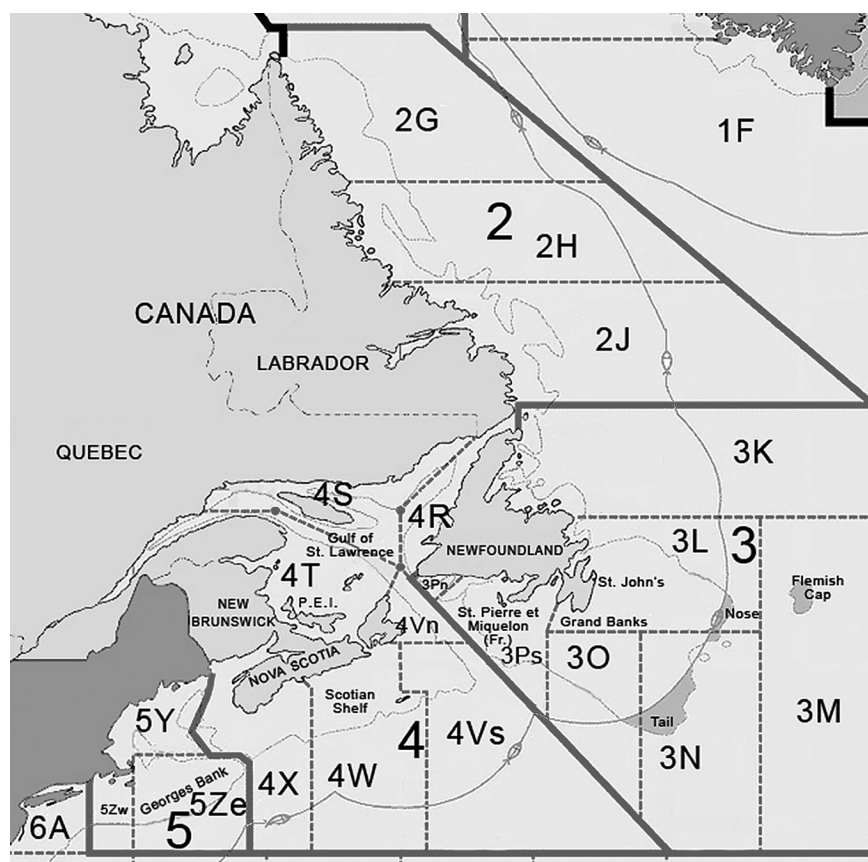 2G
1F
2
2H
CANADA
2J
LABRADOR
QUEBEC
3K
4S
4R
Gulf of
St. Lawrence
NEWFOUNDLAND
3L
3
4T
3Pn
St. John's
Flemish
Cap
P.E.I.
NEW
BRUNSWICK
St. Pierre et
Miquelon
(Fr.)
Nose
4Vn
Grand Banks
3Ps
3O
NOVA SCOTIA
Scotian
Shelf
5Y
4
4Vs
Tail
3M
3N
4X
4W
Georges Bank
5Zw
5Ze
5
6A